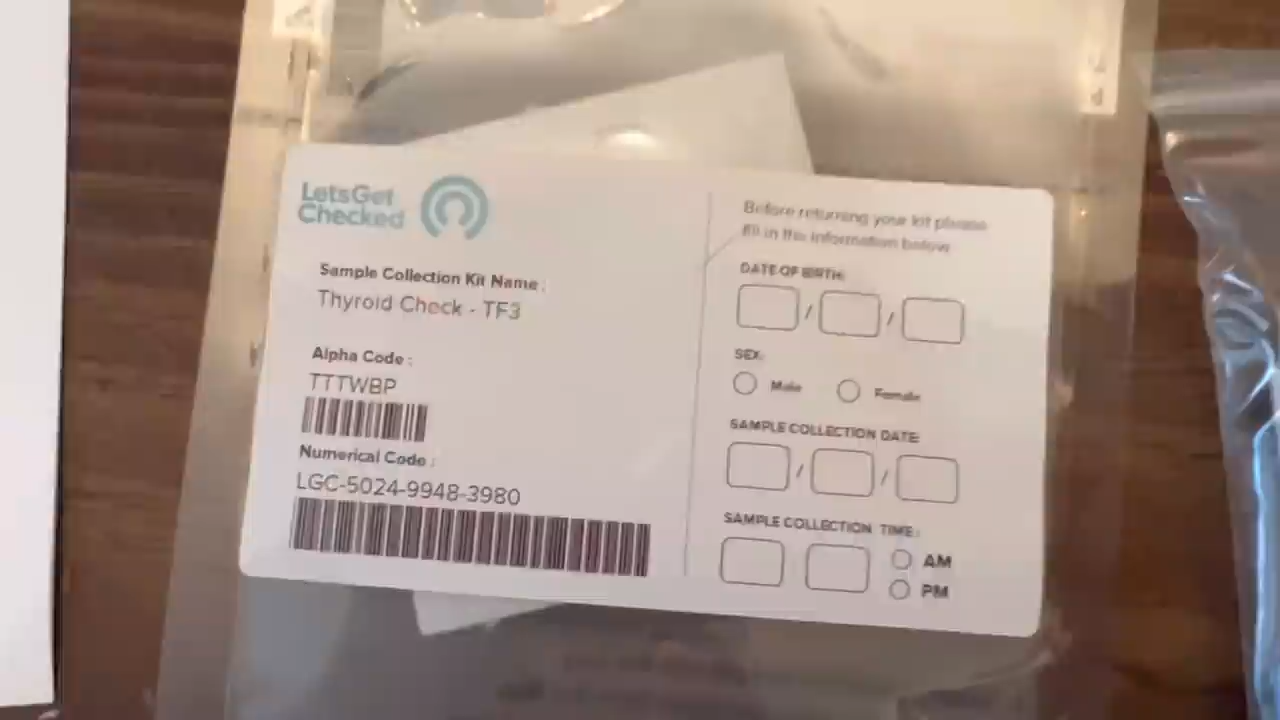 LetsGet
Checked
Sample Collection Kit Name :
Thyroid Check - TF3
Alpha Code :
TTTWBP
Numerical Code :
LGC-5024-9948-3980
Before returning your kit please
fill in the information below
DATE OF BIRTH:
/ /
SEX:
Male Female
SAMPLE COLLECTION DATE:
/ /
SAMPLE COLLECTION TIME:
AM
PM